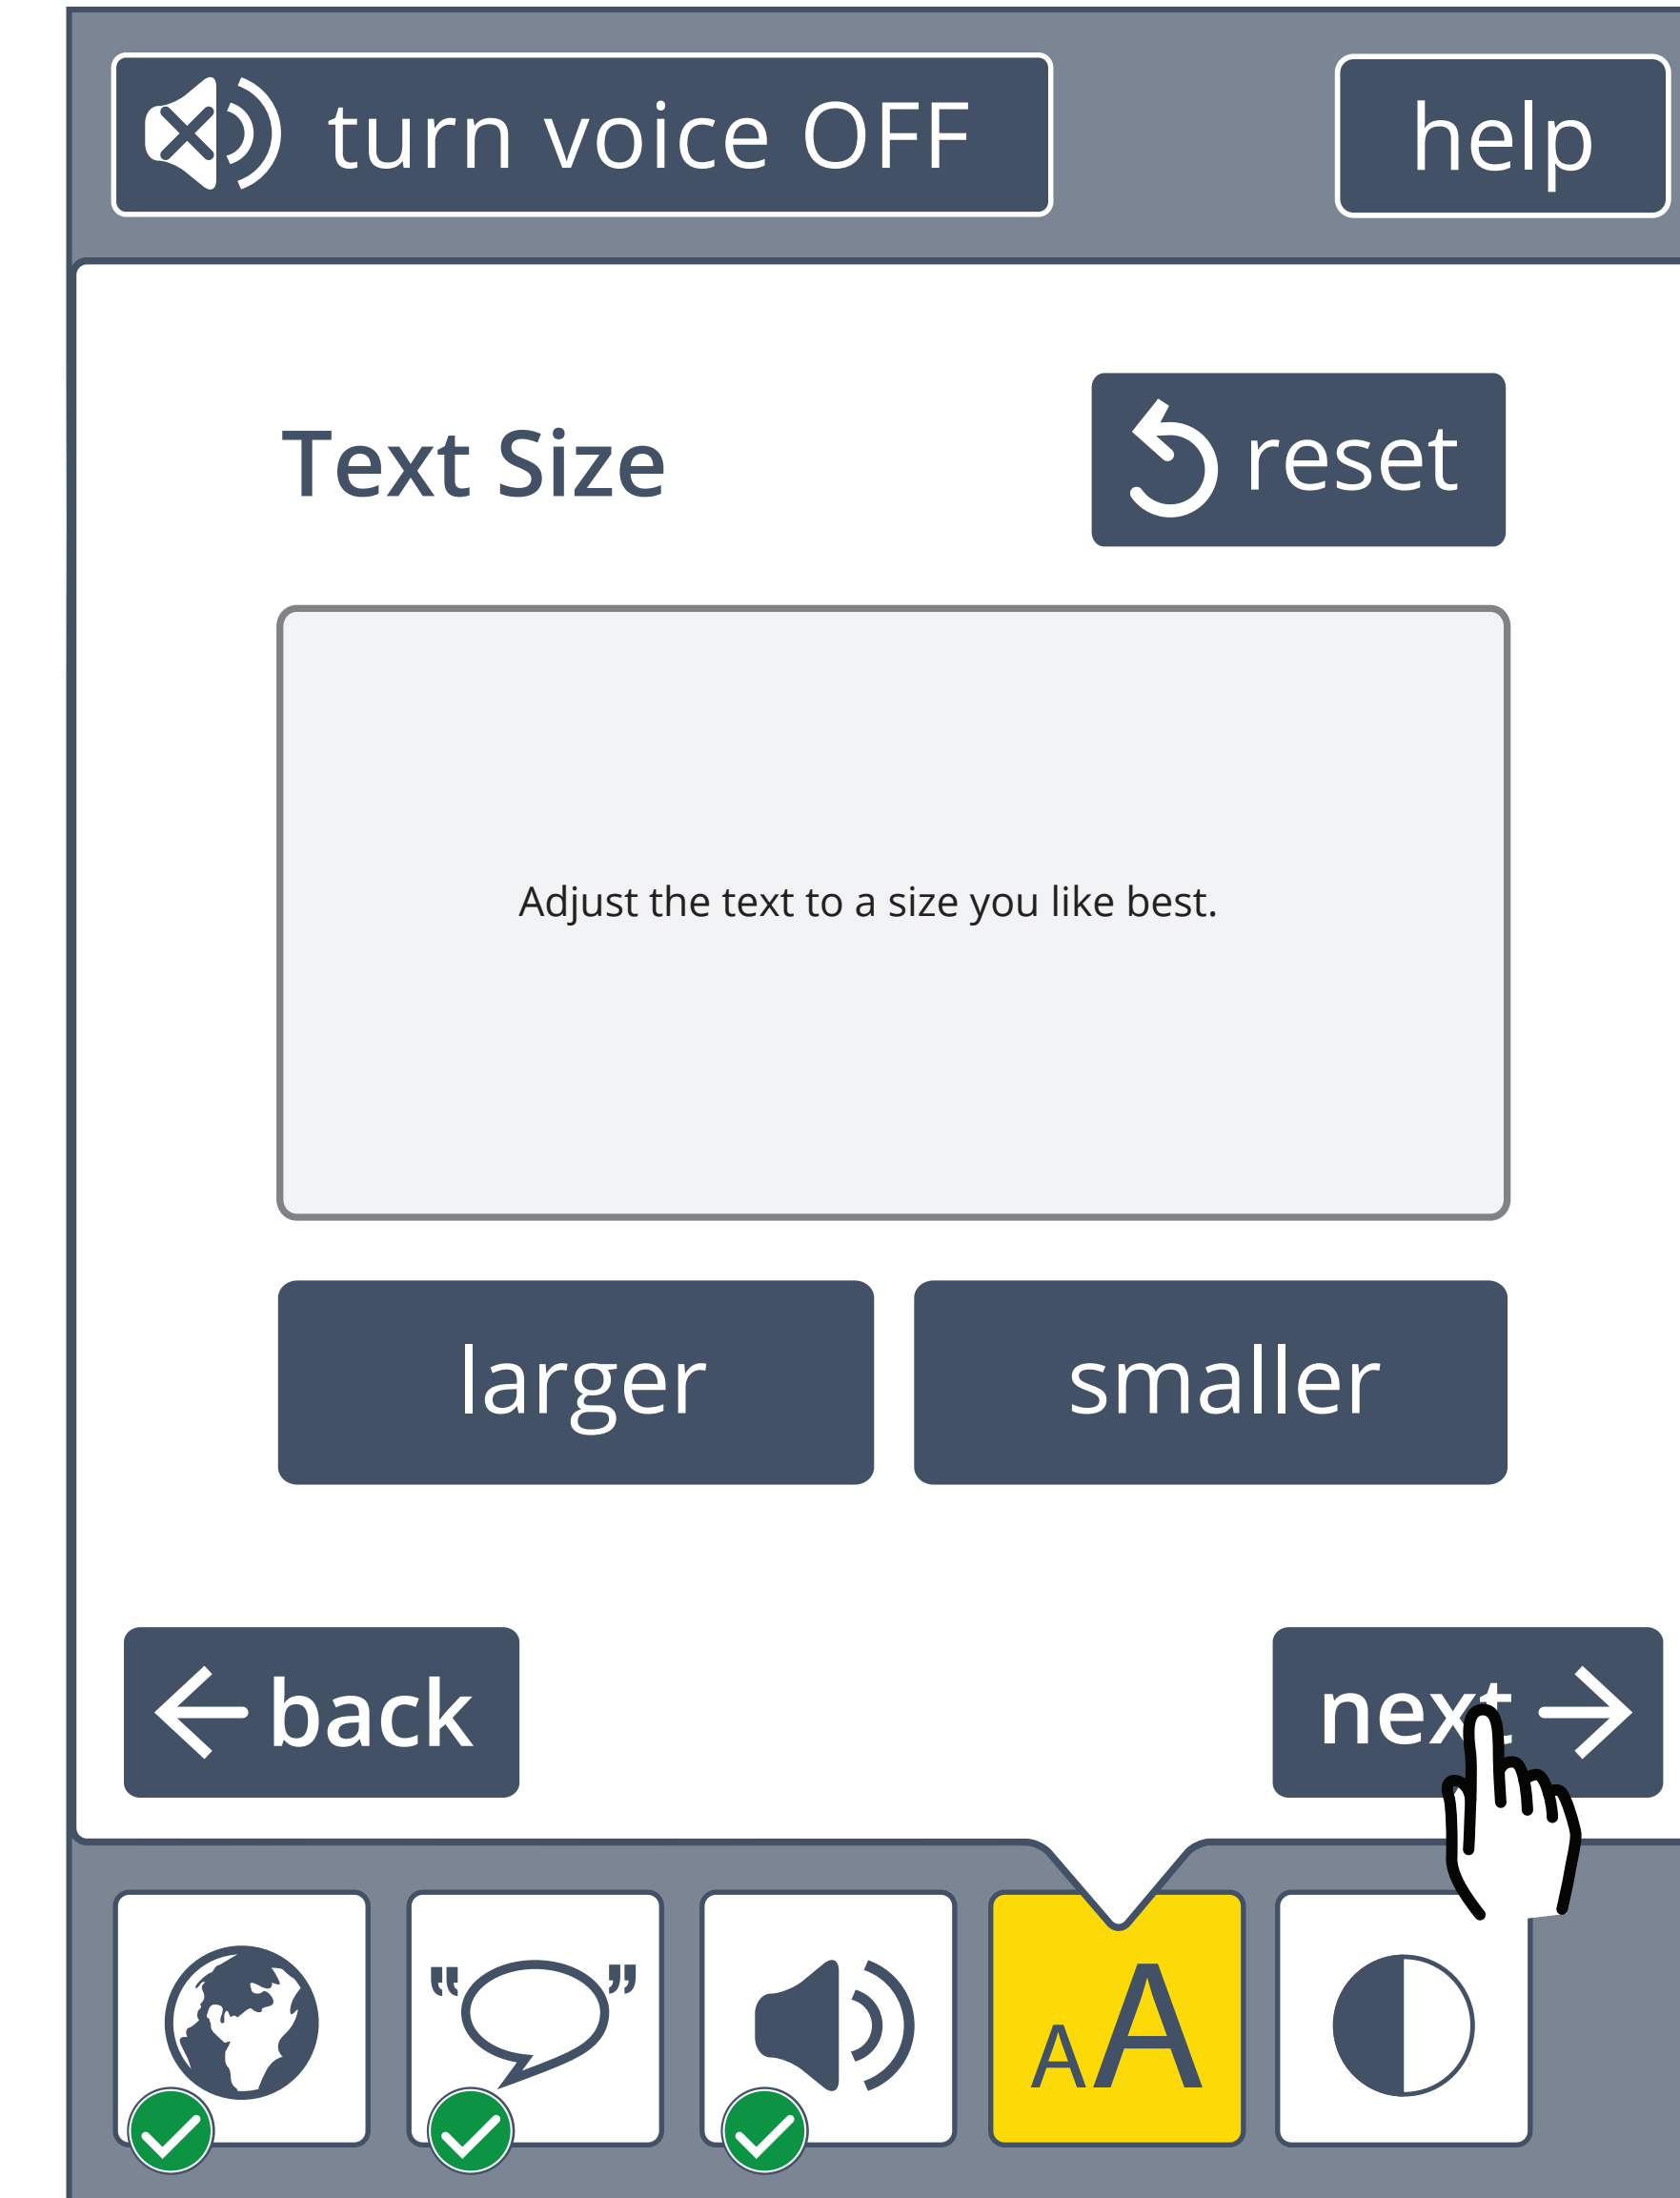 turn voice OFF
help
Text Size
reset
Adjust the text to a size you like best.
larger
smaller
back
next
" "
A A